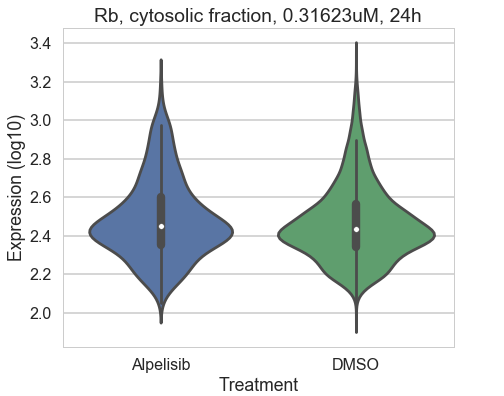 Rb, cytosolic fraction, 0.31623uM, 24h
Expression (log10)
3.4
3.2
3.0
2.8
2.6
2.4
2.2
2.0
Alpelisib DMSO
Treatment